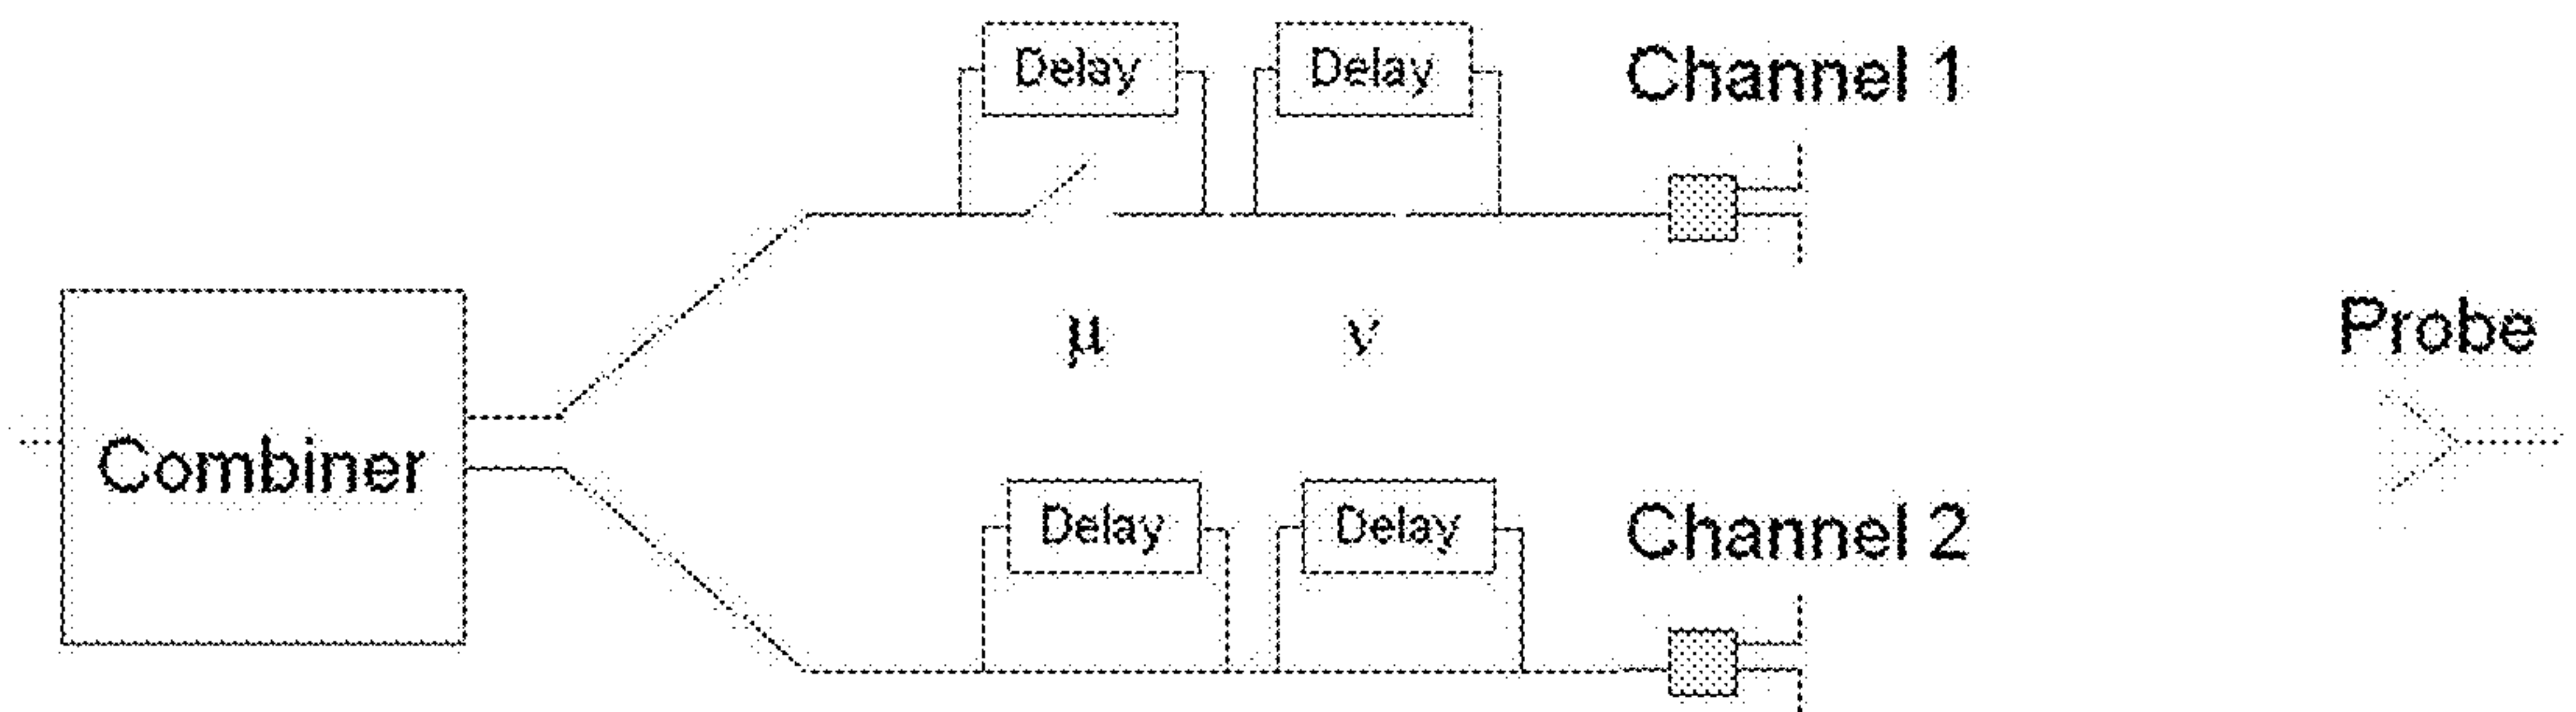 Delay Delay Channel 1
μ ν Probe
Combiner
Delay Delay Channel 2